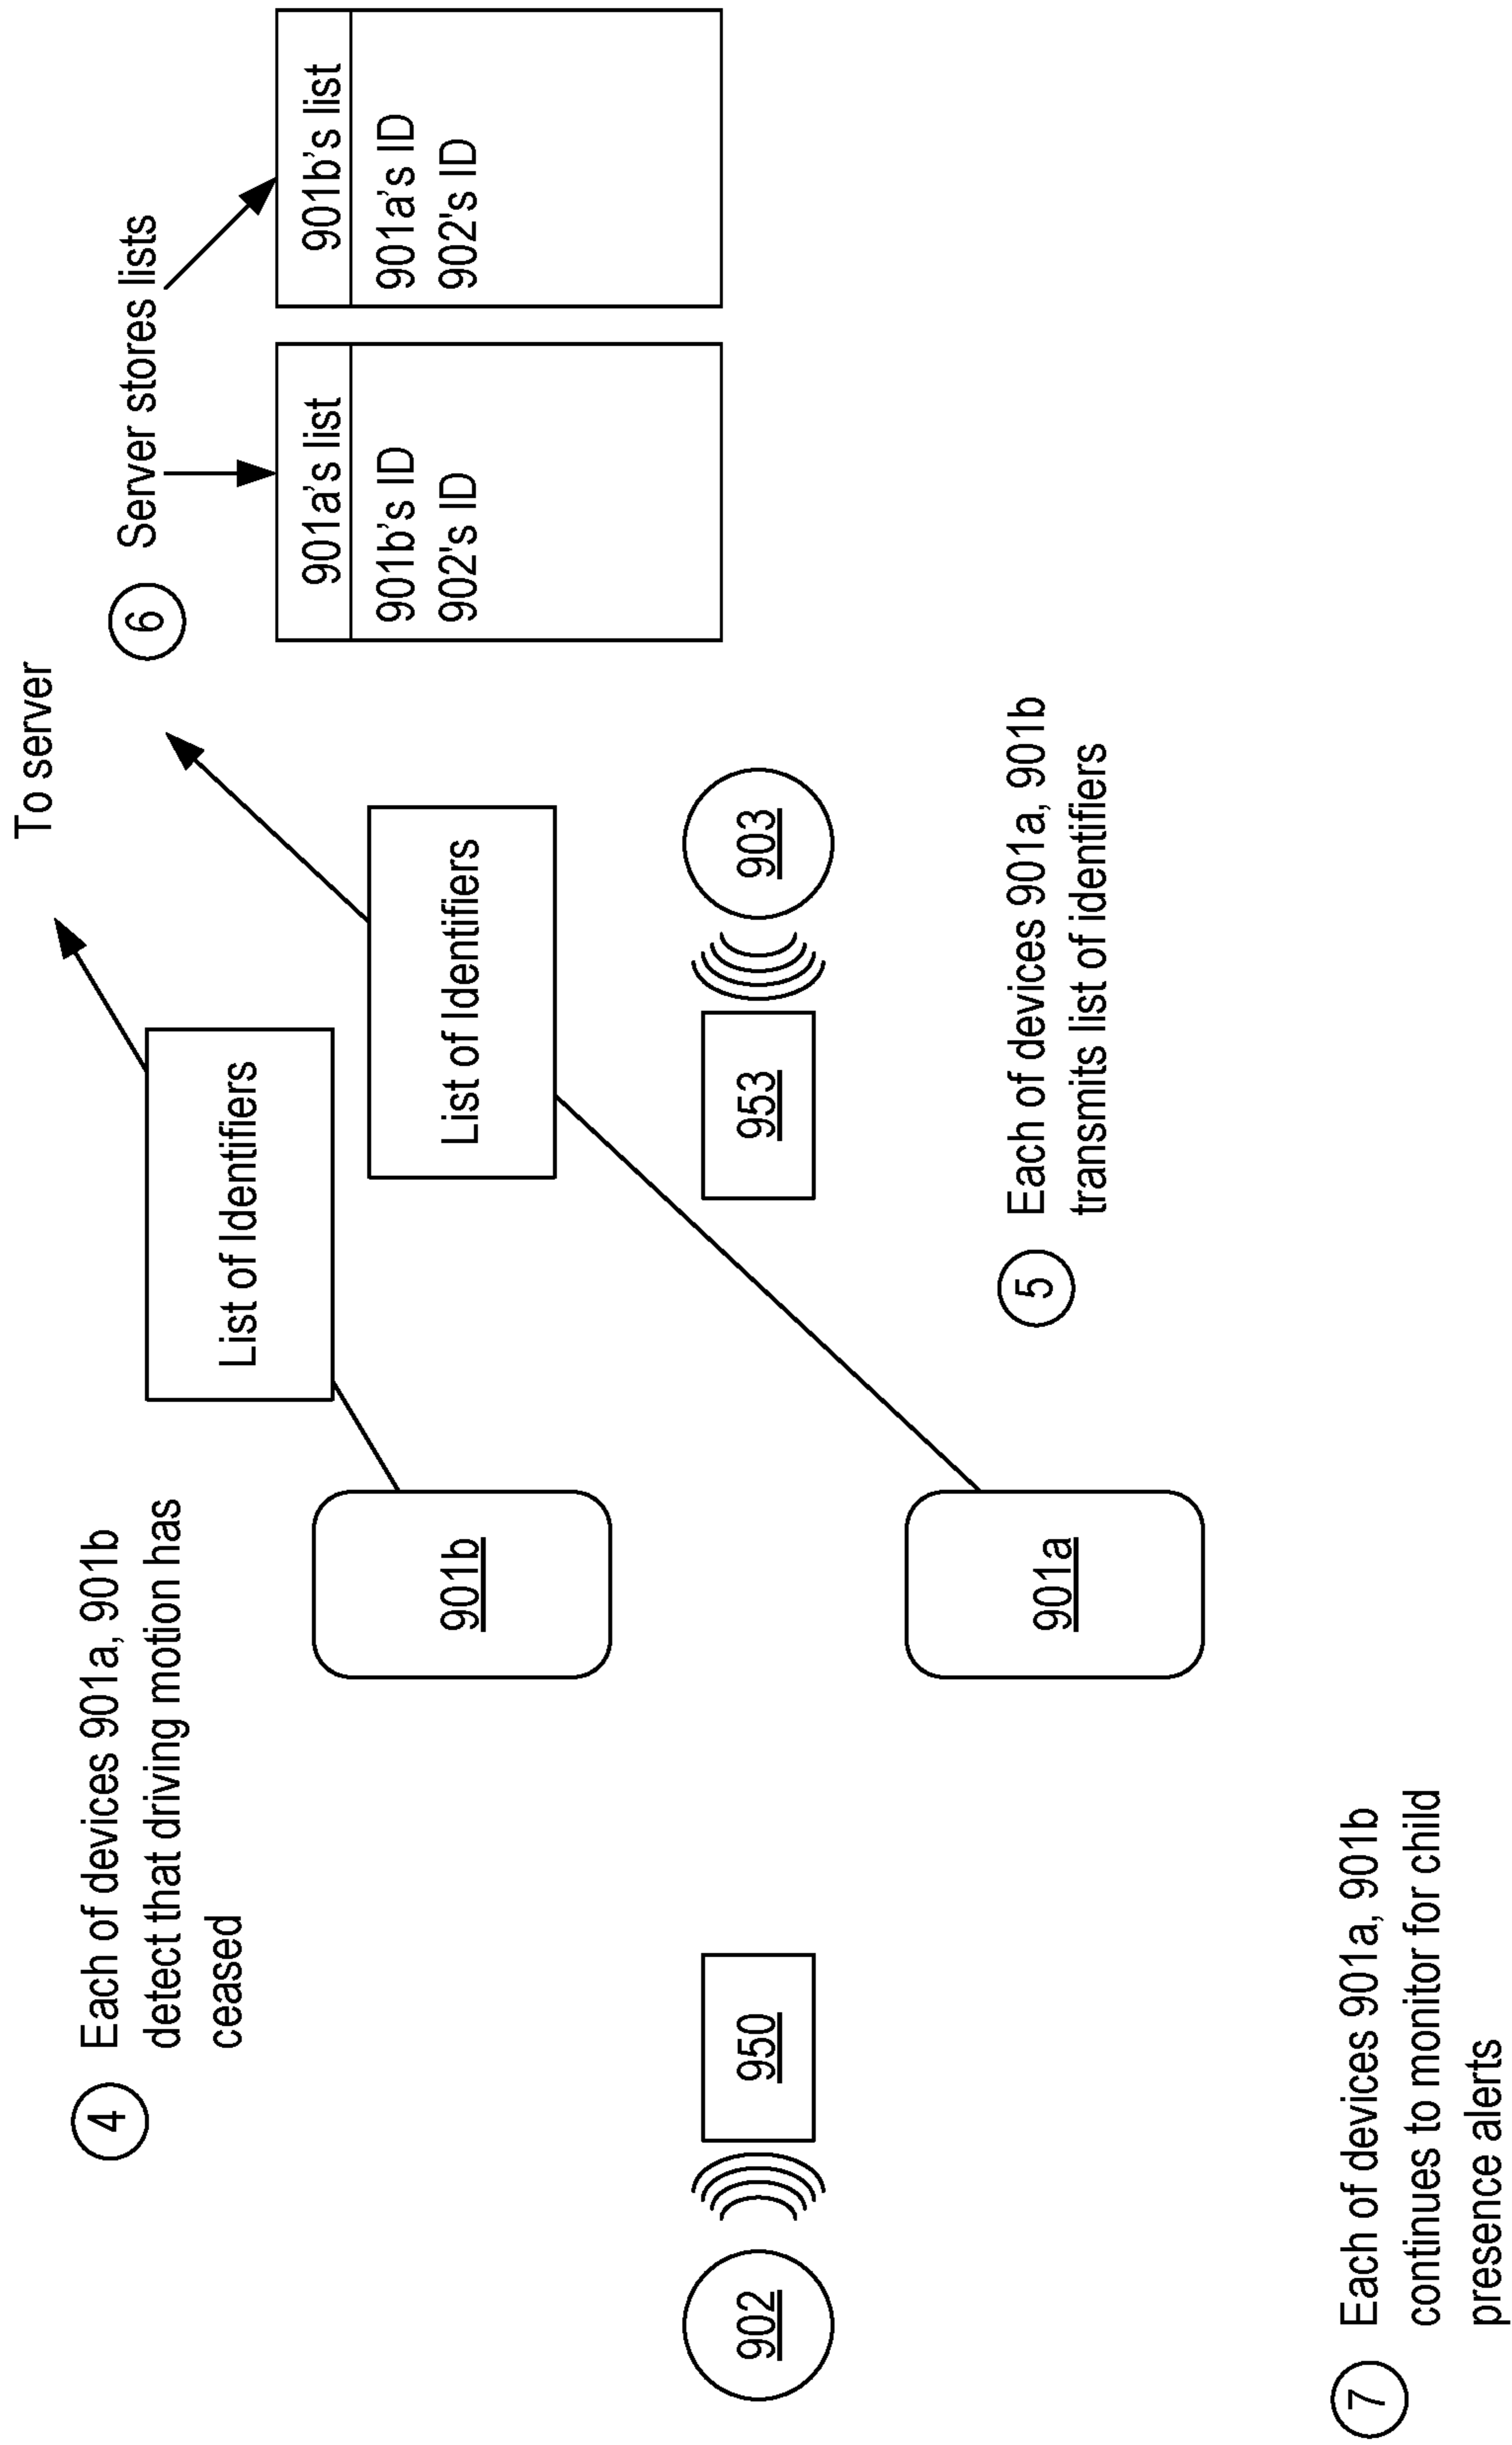 4
Each of devices 901a, 901b
detect that driving motion has
ceased
To server
6
Server stores lists
List of Identifiers
List of Identifiers
901a's list
901b's ID
902's ID
901b's list
901a's ID
902's ID
901b
902
950
953
903
901a
5
Each of devices 901a, 901b
transmits list of identifiers
7
Each of devices 901a, 901b
continues to monitor for child
presence alerts